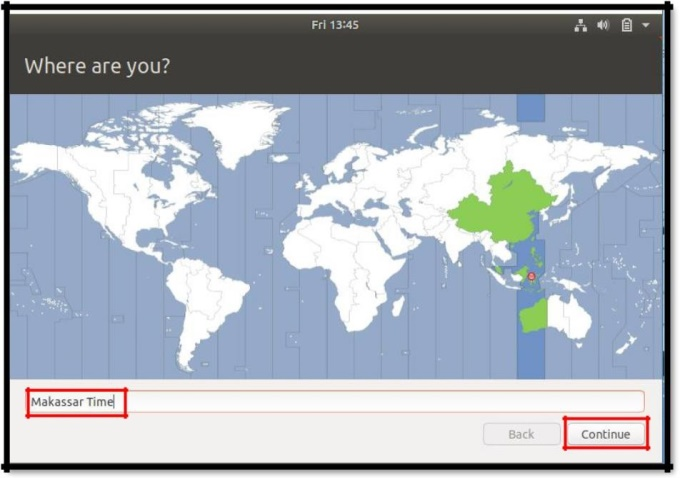 Fri 13:45
Where are you?
Makassar Time
Back
Continue